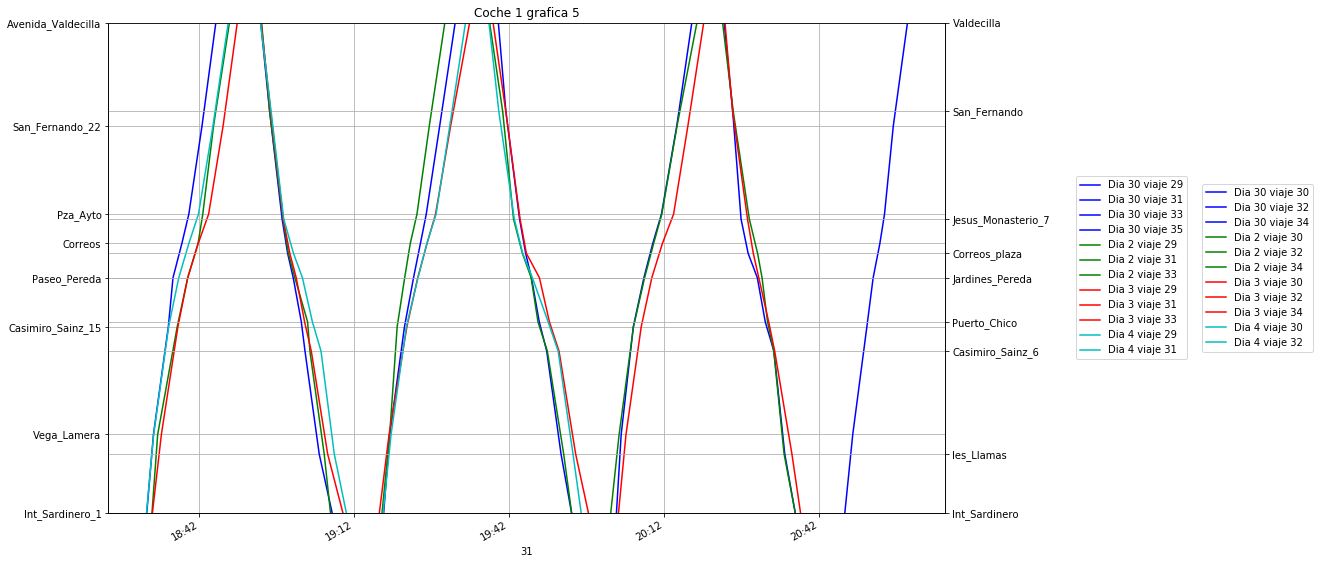 Coche 1 grafica 5
Avenida_Valdecilla
San_Fernando_22
Pza_Ayto
Correos
Paseo_Pereda
Casimiro_Sainz_15
Vega_Lamera
Int_Sardinero_1
Valdecilla
San_Fernando
Jesus_Monasterio_7
Correos_plaza
Jardines_Pereda
Puerto_Chico
Casimiro_Sainz_6
Ies_Llamas
Int_Sardinero
18:42
19:12
19:42
20:12
20:42
31
Dia 30 viaje 29
Dia 30 viaje 31
Dia 30 viaje 33
Dia 30 viaje 35
Dia 2 viaje 29
Dia 2 viaje 31
Dia 2 viaje 33
Dia 3 viaje 29
Dia 3 viaje 31
Dia 3 viaje 33
Dia 4 viaje 29
Dia 4 viaje 31
Dia 30 viaje 30
Dia 30 viaje 32
Dia 30 viaje 34
Dia 2 viaje 30
Dia 2 viaje 32
Dia 2 viaje 34
Dia 3 viaje 30
Dia 3 viaje 32
Dia 3 viaje 34
Dia 4 viaje 30
Dia 4 viaje 32